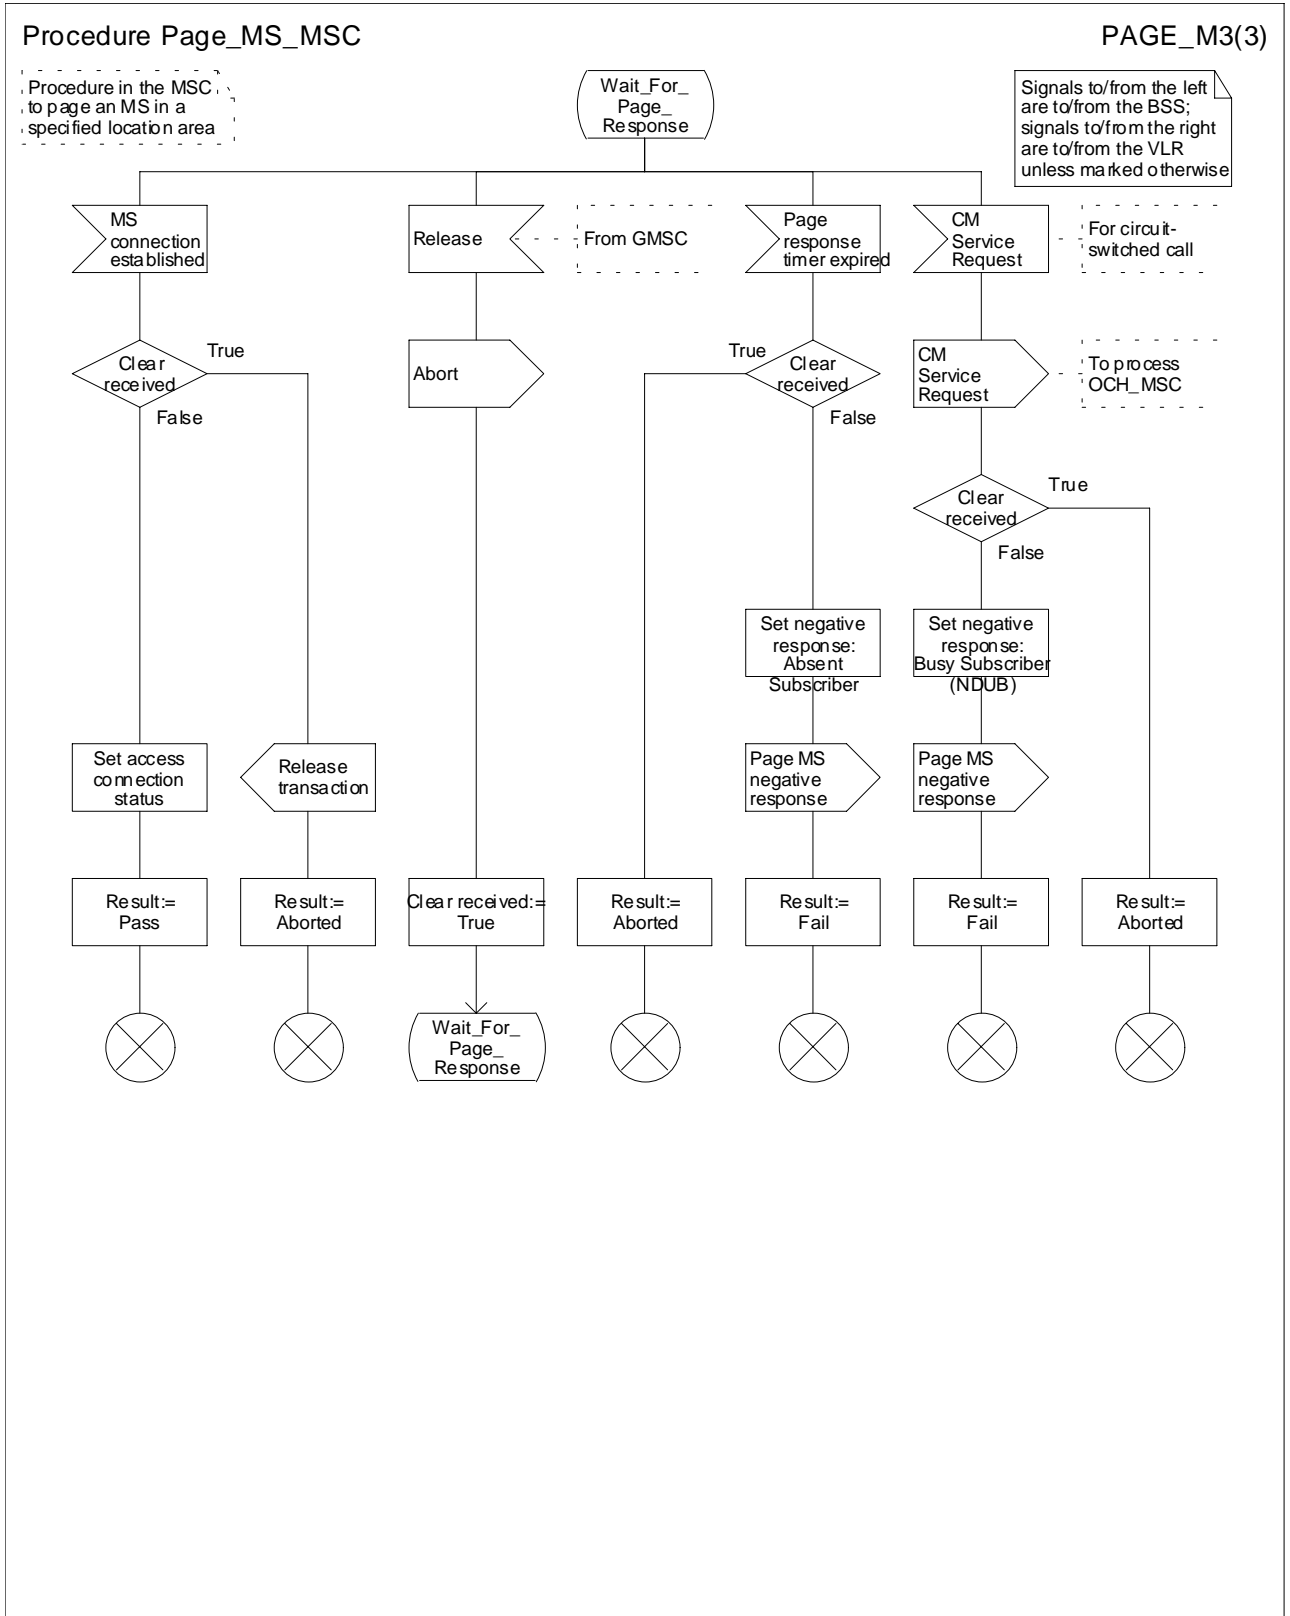 Procedure Page_MS_MSC
PAGE_M3(3)
Procedure in the MSC
to page an MS in a
specified location area
Wait_For_
Page_
Response
Signals to/from the left
are to/from the BSS;
signals to/from the right
are to/from the VLR
unless marked otherwise
MS
connection
established
Release
From GMSC
Page
response
timer expired
CM
Service
Request
For circuit-
switched call
Clear
received
True
False
Abort
True
Clear
received
False
CM
Service
Request
To process
OCH_MSC
Clear
received
True
False
Set negative
response:
Absent
Subscriber
Set negative
response:
Busy Subscriber
(NDUB)
Set access
connection
status
Release
transaction
Page MS
negative
response
Page MS
negative
response
Result:=
Pass
Result:=
Aborted
Clear received:=
True
Result:=
Aborted
Result:=
Fail
Result:=
Fail
Result:=
Aborted
Wait_For_
Page_
Response